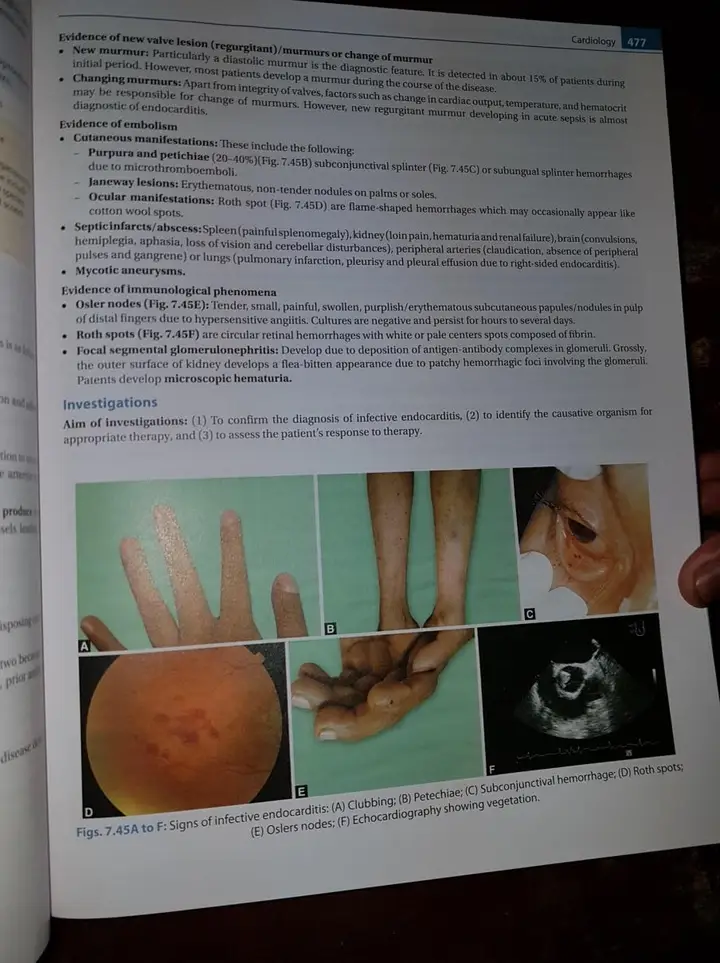 Cardiology 477
Evidence of new valve lesion (regurgitant)/murmurs or change of murmur
• New murmur: Particularly a diastolic murmur is the diagnostic feature. It is detected in about 15% of patients during
initial period. However, most patients develop a murmur during the course of the disease.
• Changing murmurs: Apart from integrity of valves, factors such as change in cardiac output, temperature, and hematocrit
may be responsible for change of murmurs. However, new regurgitant murmur developing in acute sepsis is almost
diagnostic of endocarditis.
Evidence of embolism
• Cutaneous manifestations: These include the following:
– Purpura and petichiae (20–40%)(Fig. 7.45B) subconjunctival splinter (Fig. 7.45C) or subungual splinter hemorrhages
due to microthromboemboli.
– Janeway lesions: Erythematous, non-tender nodules on palms or soles.
– Ocular manifestations: Roth spot (Fig. 7.45D) are flame-shaped hemorrhages which may occasionally appear like
cotton wool spots.
• Septic infarcts/abscess: Spleen (painful splenomegaly), kidney (loin pain, hematuria and renal failure), brain (convulsions,
hemiplegia, aphasia, loss of vision and cerebellar disturbances), peripheral arteries (claudication, absence of peripheral
pulses and gangrene) or lungs (pulmonary infarction, pleurisy and pleural effusion due to right-sided endocarditis).
• Mycotic aneurysms.
Evidence of immunological phenomena
• Osler nodes (Fig. 7.45E): Tender, small, painful, swollen, purplish/erythematous subcutaneous papules/nodules in pulp
of distal fingers due to hypersensitive angiitis. Cultures are negative and persist for hours to several days.
• Roth spots (Fig. 7.45F) are circular retinal hemorrhages with white or pale centers spots composed of fibrin.
• Focal segmental glomerulonephritis: Develop due to deposition of antigen-antibody complexes in glomeruli. Grossly,
the outer surface of kidney develops a flea-bitten appearance due to patchy hemorrhagic foci involving the glomeruli.
Patents develop microscopic hematuria.
Investigations
Aim of investigations: (1) To confirm the diagnosis of infective endocarditis, (2) to identify the causative organism for
appropriate therapy, and (3) to assess the patient's response to therapy.
A
B
C
D
E
F
Figs. 7.45A to F: Signs of infective endocarditis: (A) Clubbing; (B) Petechiae; (C) Subconjunctival hemorrhage; (D) Roth spots;
(E) Oslers nodes; (F) Echocardiography showing vegetation.